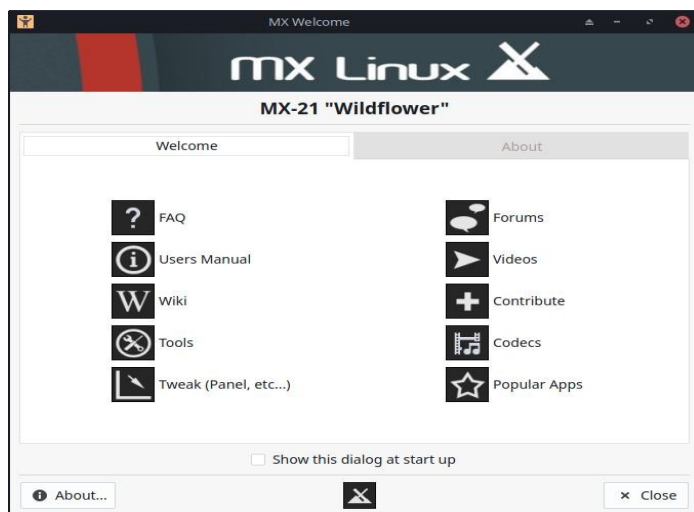 MX Welcome
MX Linux
MX-21 "Wildflower"
Welcome
About
? FAQ
Forums
Users Manual
Videos
W Wiki
Contribute
Tools
Codecs
Tweak (Panel, etc...)
Popular Apps
Show this dialog at start up
About...
Close